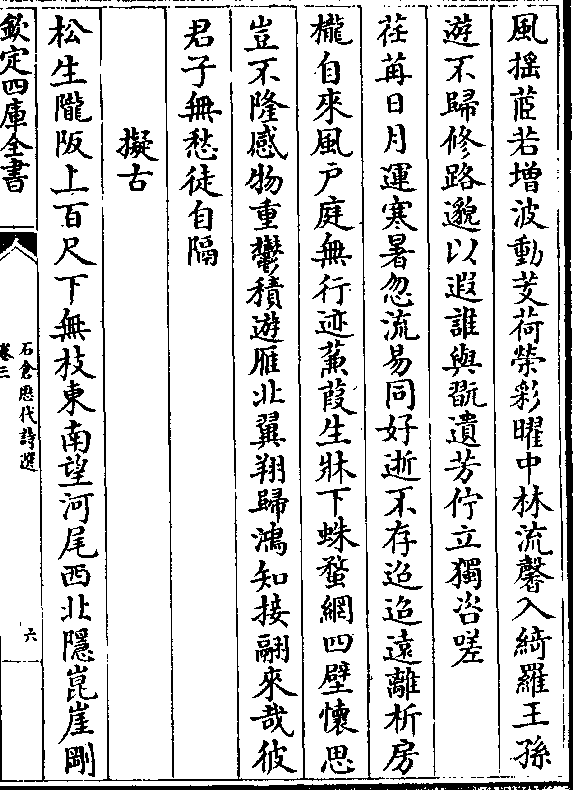 風揺茞若增波動芰荷榮彩曜中林流馨入綺羅王孫
遊不歸修路邈以遐誰與翫遺芳佇立獨咨嗟
荏苒日月運寒暑忽流易同好逝不存迢迢遠離析房
櫳自來風戸庭無行迹蒹葭生牀下蛛蝥網四壁懷思
豈不隆感物重鬱積遊雁比翼翔歸鴻知接翮來哉彼
君子無愁徒自隔
擬古
松生隴阪上百尺下無枝東南望河尾西北隱崑崖剛
欽定四庫全書
石倉歷代詩選
卷三
六